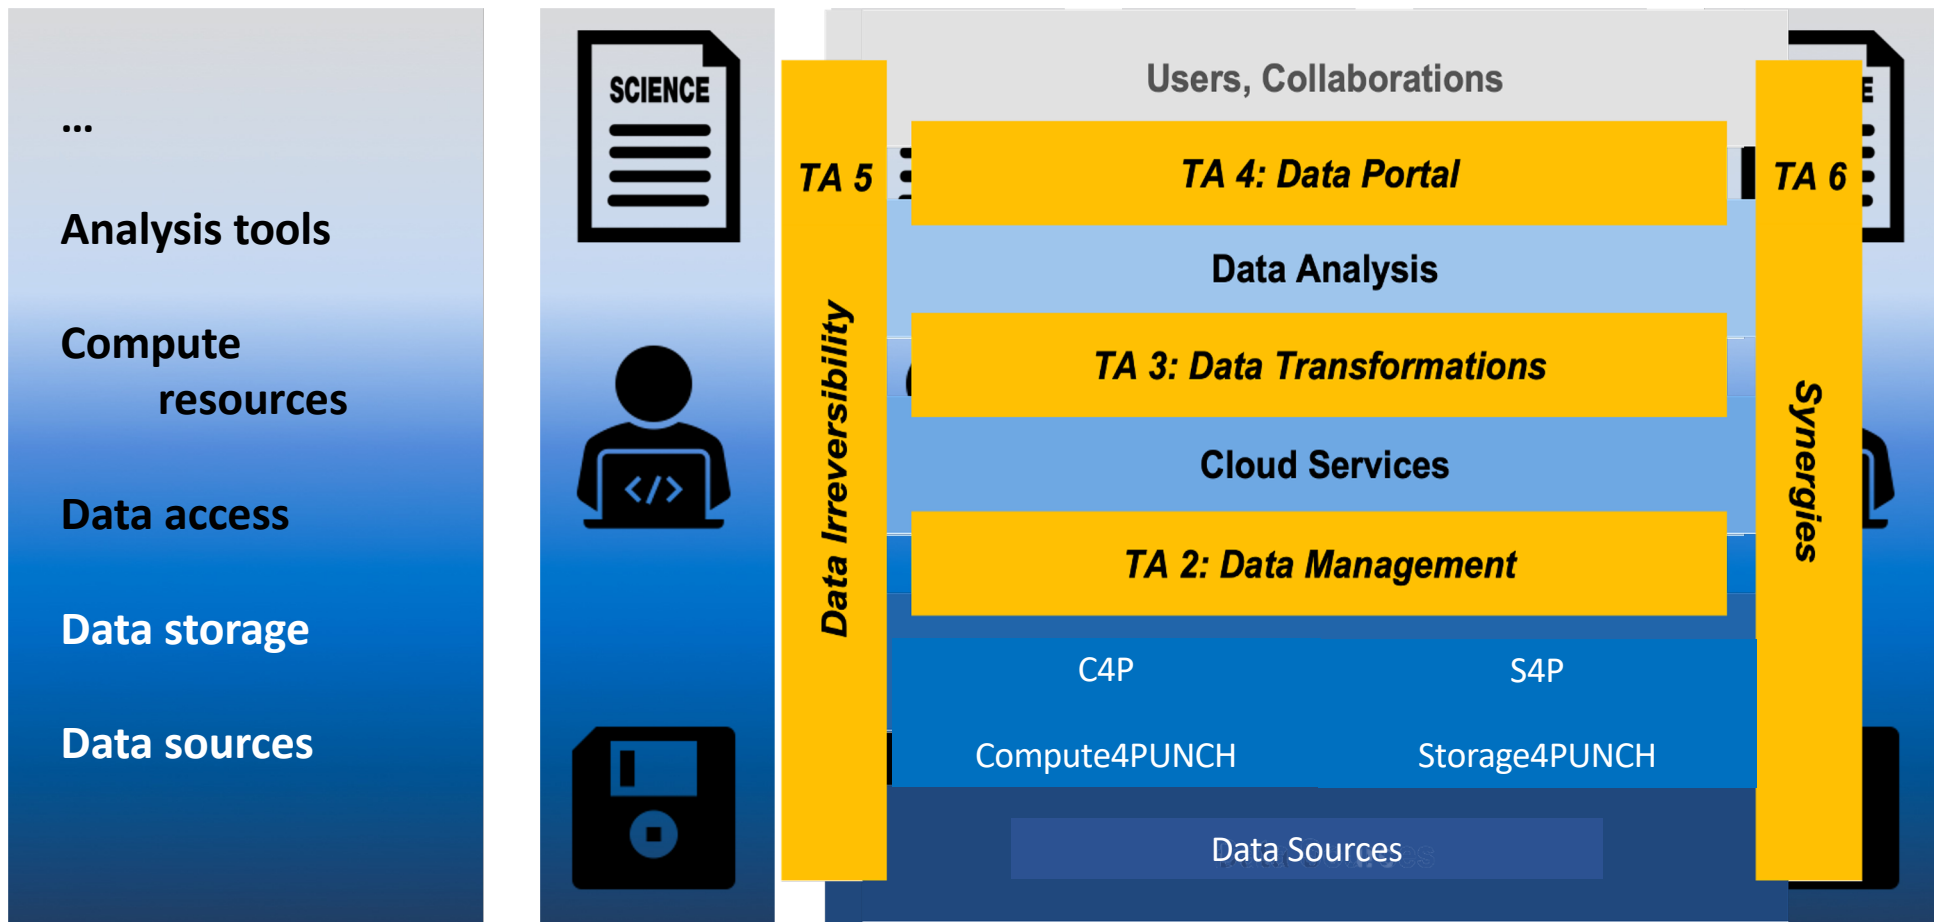 ...
Analysis tools
Compute
resources
Data access
Data storage
Data sources
SCIENCE
</>
TA 5
Data Irreversibility
Users, Collaborations
TA 4: Data Portal
Data Analysis
TA 3: Data Transformations
Cloud Services
TA 2: Data Management
C4P
S4P
Compute4PUNCH
Storage4PUNCH
Data Sources
TA 6
Synergies
E